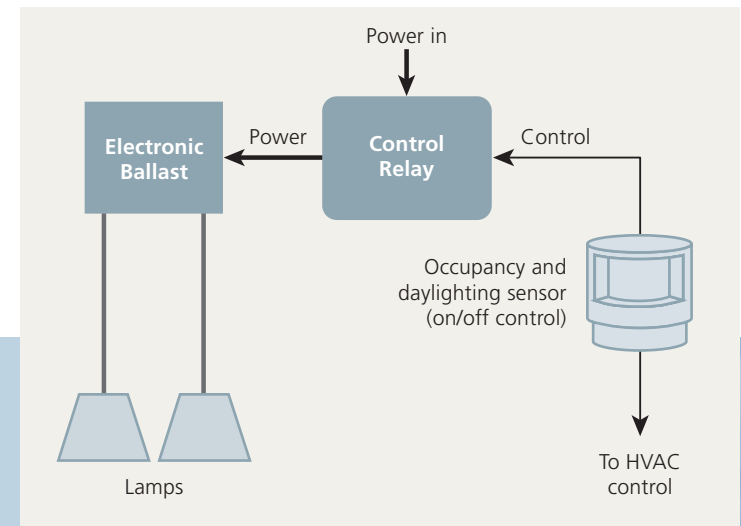 Power in
Electronic
Ballast
Power
Control
Relay
Control
Occupancy and
daylighting sensor
(on/off control)
Lamps
To HVAC
control